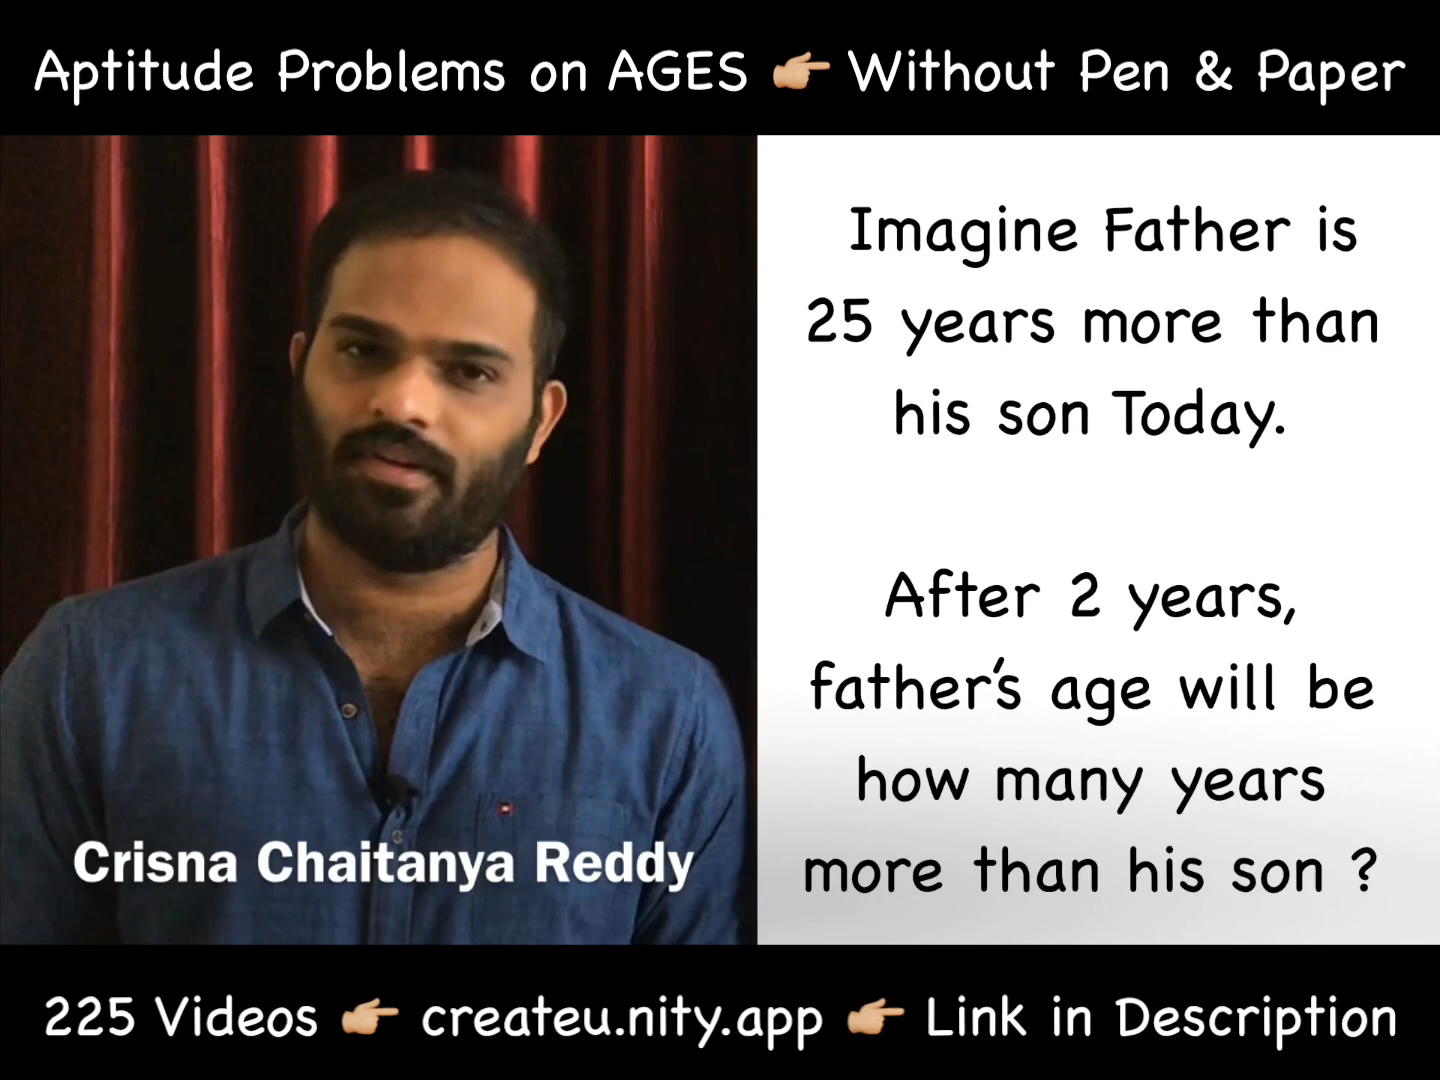 Aptitude Problems on AGES 👉🏼 Without Pen & Paper
Imagine Father is
25 years more than
his son Today.
After 2 years,
father's age will be
how many years
more than his son ?
Crisna Chaitanya Reddy
225 Videos 👉🏼 createu.nity.app 👉🏼 Link in Description